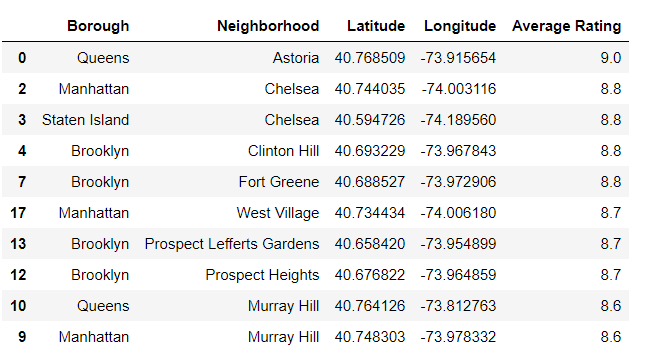 Borough Neighborhood Latitude Longitude Average Rating
0 Queens Astoria 40.768509 -73.915654 9.0
2 Manhattan Chelsea 40.744035 -74.003116 8.8
3 Staten Island Chelsea 40.594726 -74.189560 8.8
4 Brooklyn Clinton Hill 40.693229 -73.967843 8.8
7 Brooklyn Fort Greene 40.688527 -73.972906 8.8
17 Manhattan West Village 40.734434 -74.006180 8.7
13 Brooklyn Prospect Lefferts Gardens 40.658420 -73.954899 8.7
12 Brooklyn Prospect Heights 40.676822 -73.964859 8.7
10 Queens Murray Hill 40.764126 -73.812763 8.6
9 Manhattan Murray Hill 40.748303 -73.978332 8.6